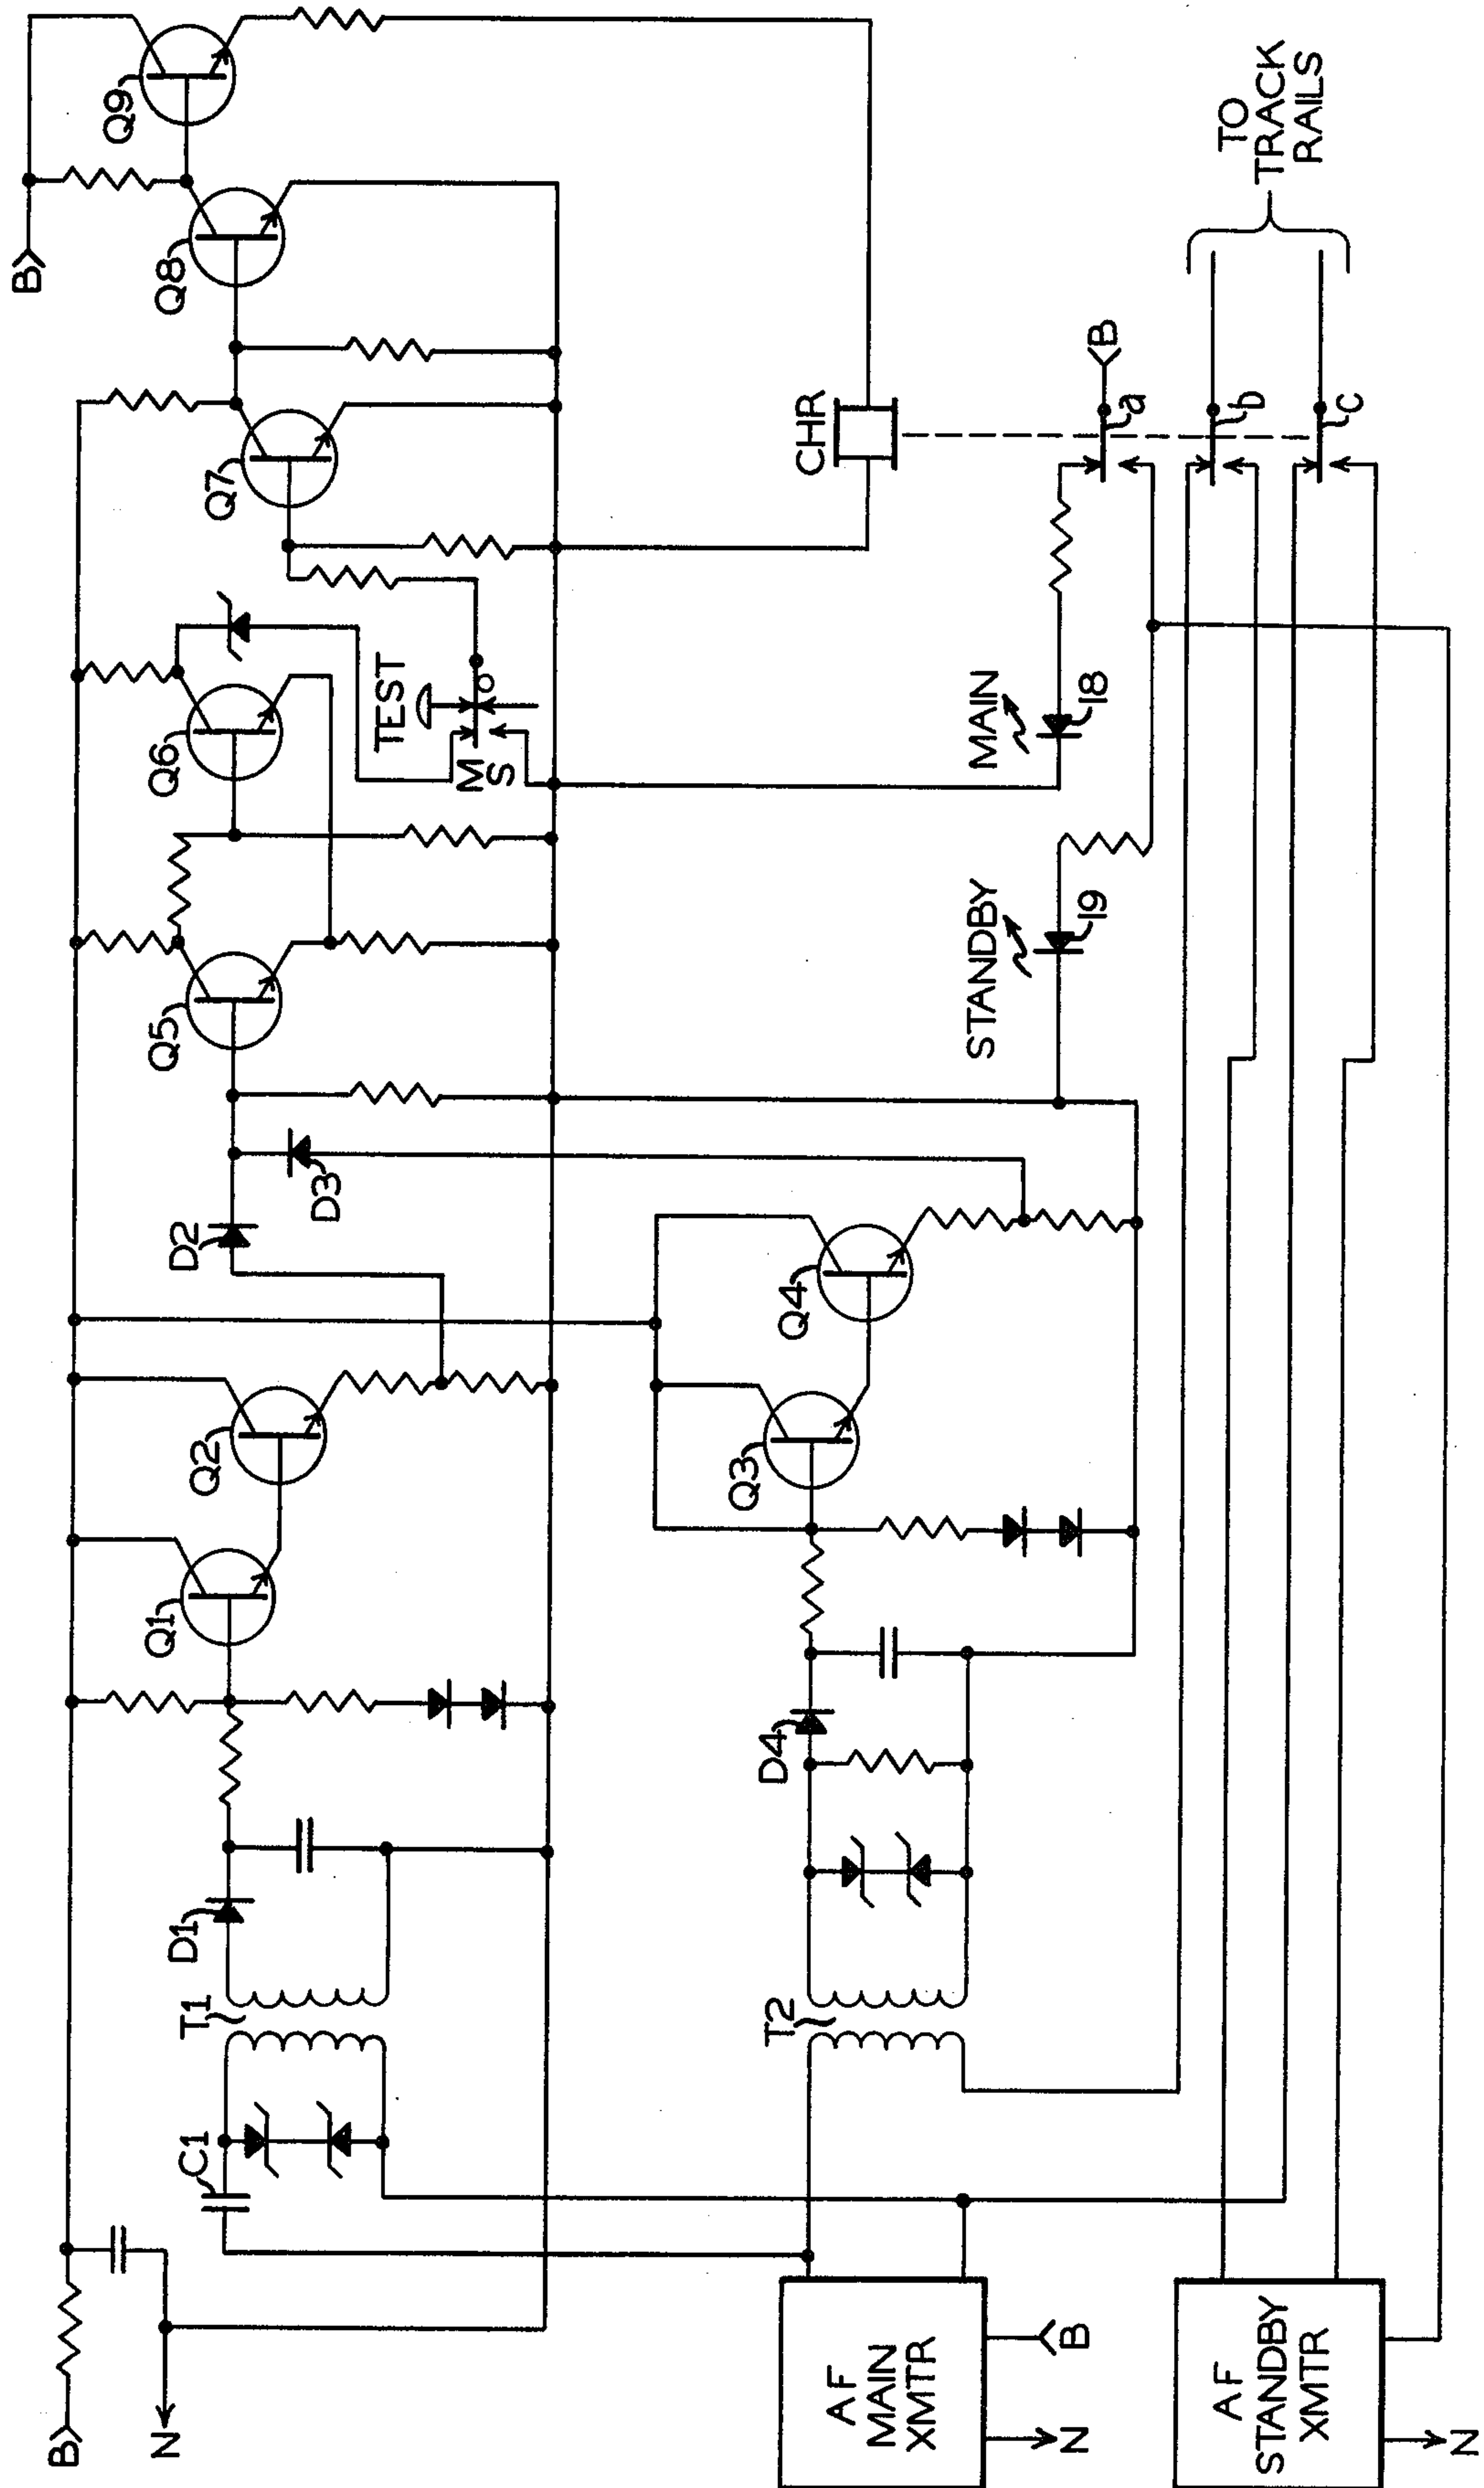 B
Q9
B
Q8
Q7
Q6
TEST
M
S
Q5
D3
D2
Q2
Q1
D1
T1
C1
B
N
CHR
B
a
b
c
TO
TRACK
RAILS
MAIN
18
STANDBY
19
Q4
Q3
D4
T2
AF
MAIN
XMTR
B
N
AF
STANDBY
XMTR
N